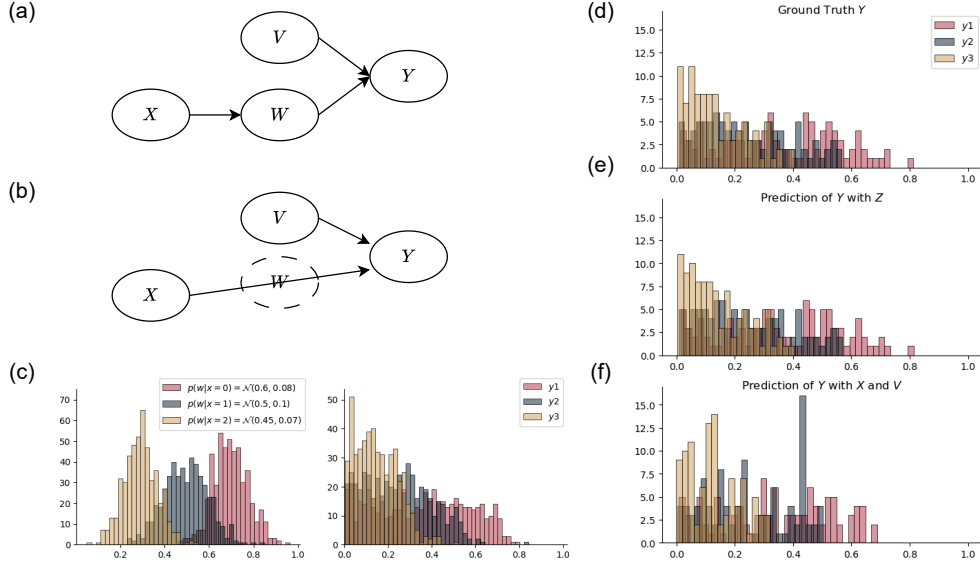 (a)
V
Y
X
W
(b)
V
Y
W
X
(c)
p(w|x = 0) = 𝒩(0.6, 0.08)
p(w|x = 1) = 𝒩(0.5, 0.1)
p(w|x = 2) = 𝒩(0.45, 0.07)
70
60
50
40
30
20
10
0
0.2 0.4 0.6 0.8 1.0
y1
y2
y3
50
40
30
20
10
0
0.0 0.2 0.4 0.6 0.8 1.0
(d)
Ground Truth Y
y1
y2
y3
15.0
12.5
10.0
7.5
5.0
2.5
0.0
0.0 0.2 0.4 0.6 0.8 1.0
(e)
Prediction of Y with Z
15.0
12.5
10.0
7.5
5.0
2.5
0.0
0.0 0.2 0.4 0.6 0.8 1.0
(f)
Prediction of Y with X and V
15.0
12.5
10.0
7.5
5.0
2.5
0.0
0.0 0.2 0.4 0.6 0.8 1.0